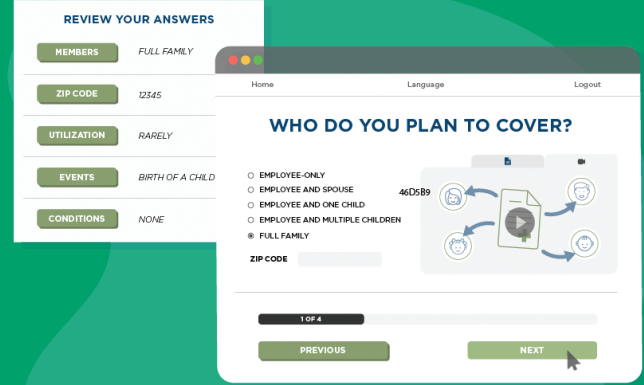 REVIEW YOUR ANSWERS
MEMBERS FULL FAMILY
ZIP CODE 12345
UTILIZATION RARELY
EVENTS BIRTH OF A CHILD
CONDITIONS NONE
Home Language Logout
WHO DO YOU PLAN TO COVER?
EMPLOYEE-ONLY
EMPLOYEE AND SPOUSE
EMPLOYEE AND ONE CHILD
EMPLOYEE AND MULTIPLE CHILDREN
FULL FAMILY
46D5B9
ZIP CODE
1 OF 4
PREVIOUS NEXT